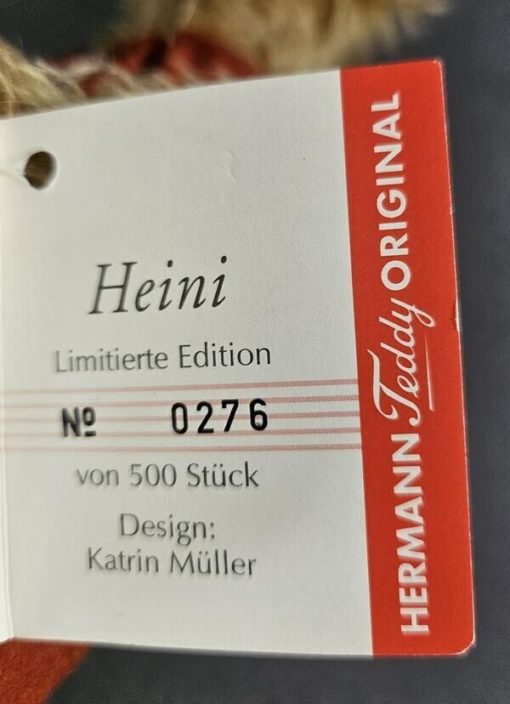 Heini
Limitierte Edition
№ 0276
von 500 Stück
Design:
Katrin Müller
HERMANN Teddy ORIGINAL